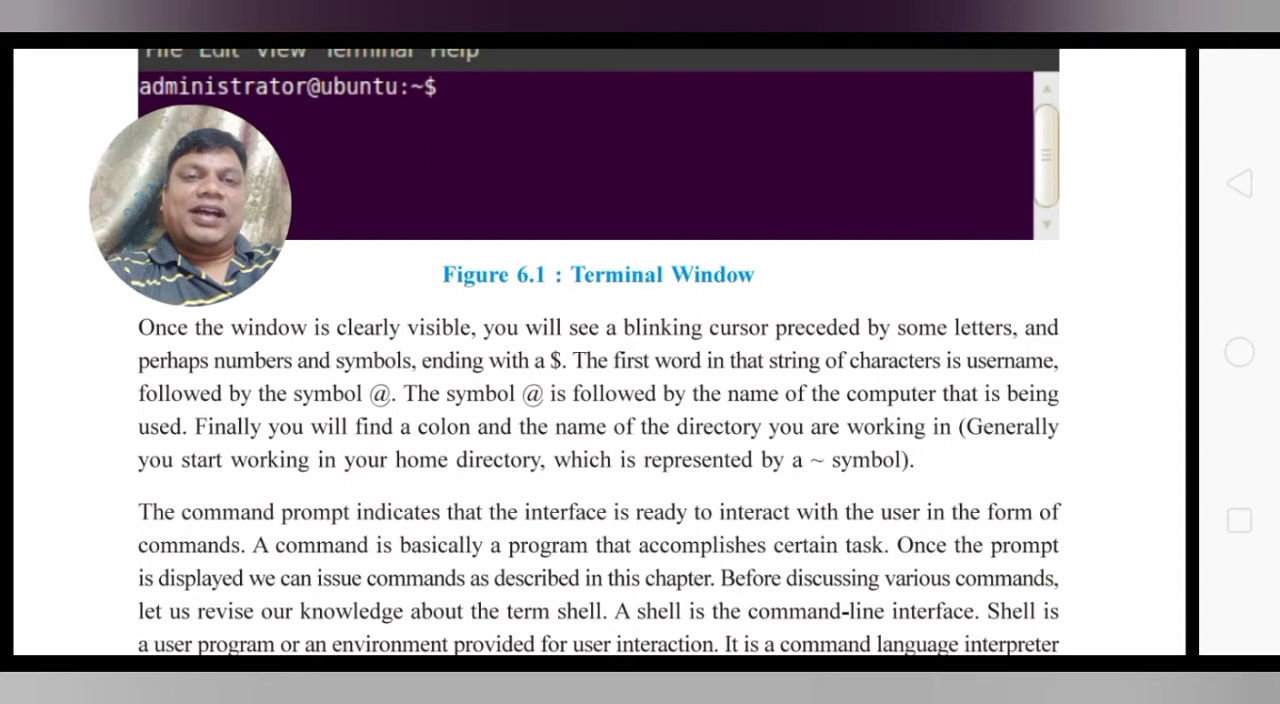 File Edit View Terminal Help
administrator@ubuntu:~$
Figure 6.1 : Terminal Window
Once the window is clearly visible, you will see a blinking cursor preceded by some letters, and
perhaps numbers and symbols, ending with a $. The first word in that string of characters is username,
followed by the symbol @. The symbol @ is followed by the name of the computer that is being
used. Finally you will find a colon and the name of the directory you are working in (Generally
you start working in your home directory, which is represented by a ~ symbol).
The command prompt indicates that the interface is ready to interact with the user in the form of
commands. A command is basically a program that accomplishes certain task. Once the prompt
is displayed we can issue commands as described in this chapter. Before discussing various commands,
let us revise our knowledge about the term shell. A shell is the command-line interface. Shell is
a user program or an environment provided for user interaction. It is a command language interpreter